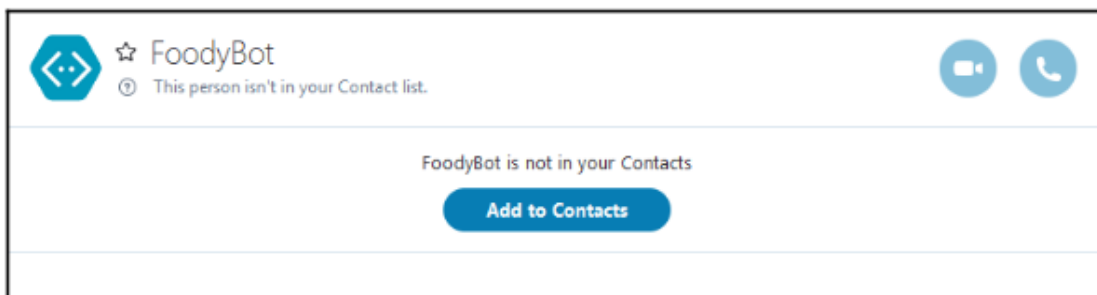 FoodyBot
This person isn't in your Contact list.
FoodyBot is not in your Contacts
Add to Contacts